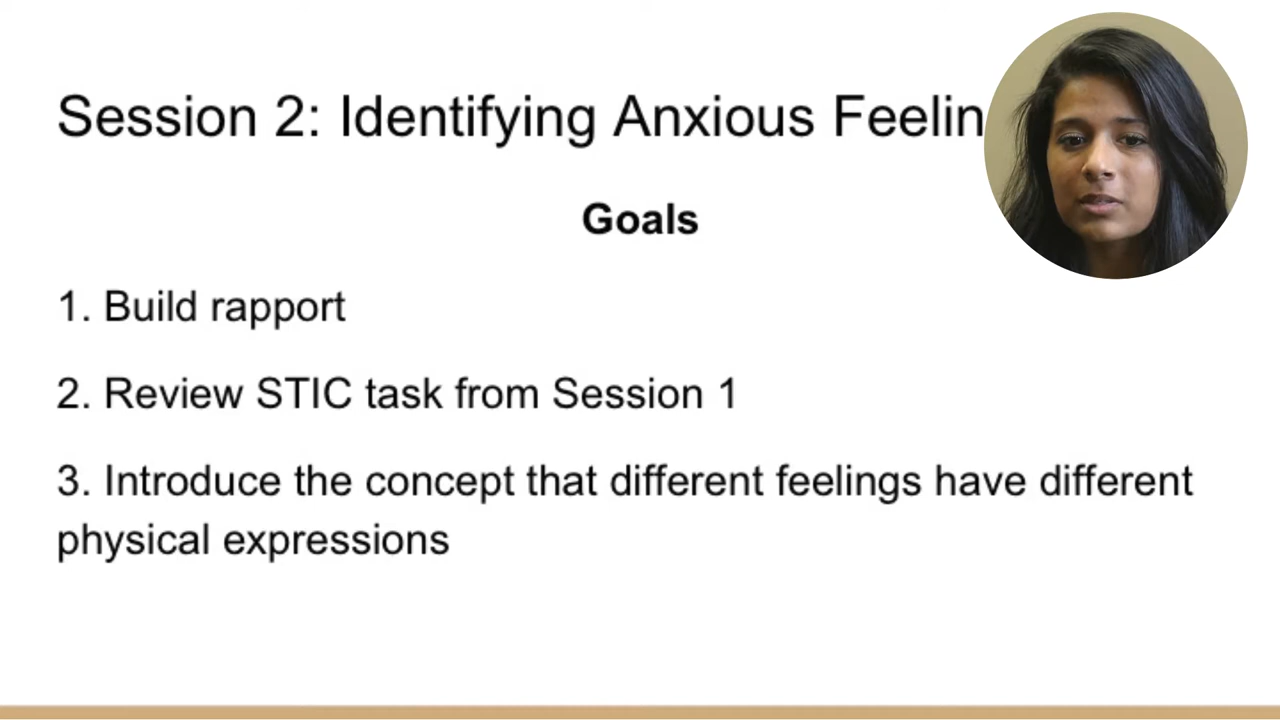 Session 2: Identifying Anxious Feelin
Goals
1. Build rapport
2. Review STIC task from Session 1
3. Introduce the concept that different feelings have different
physical expressions